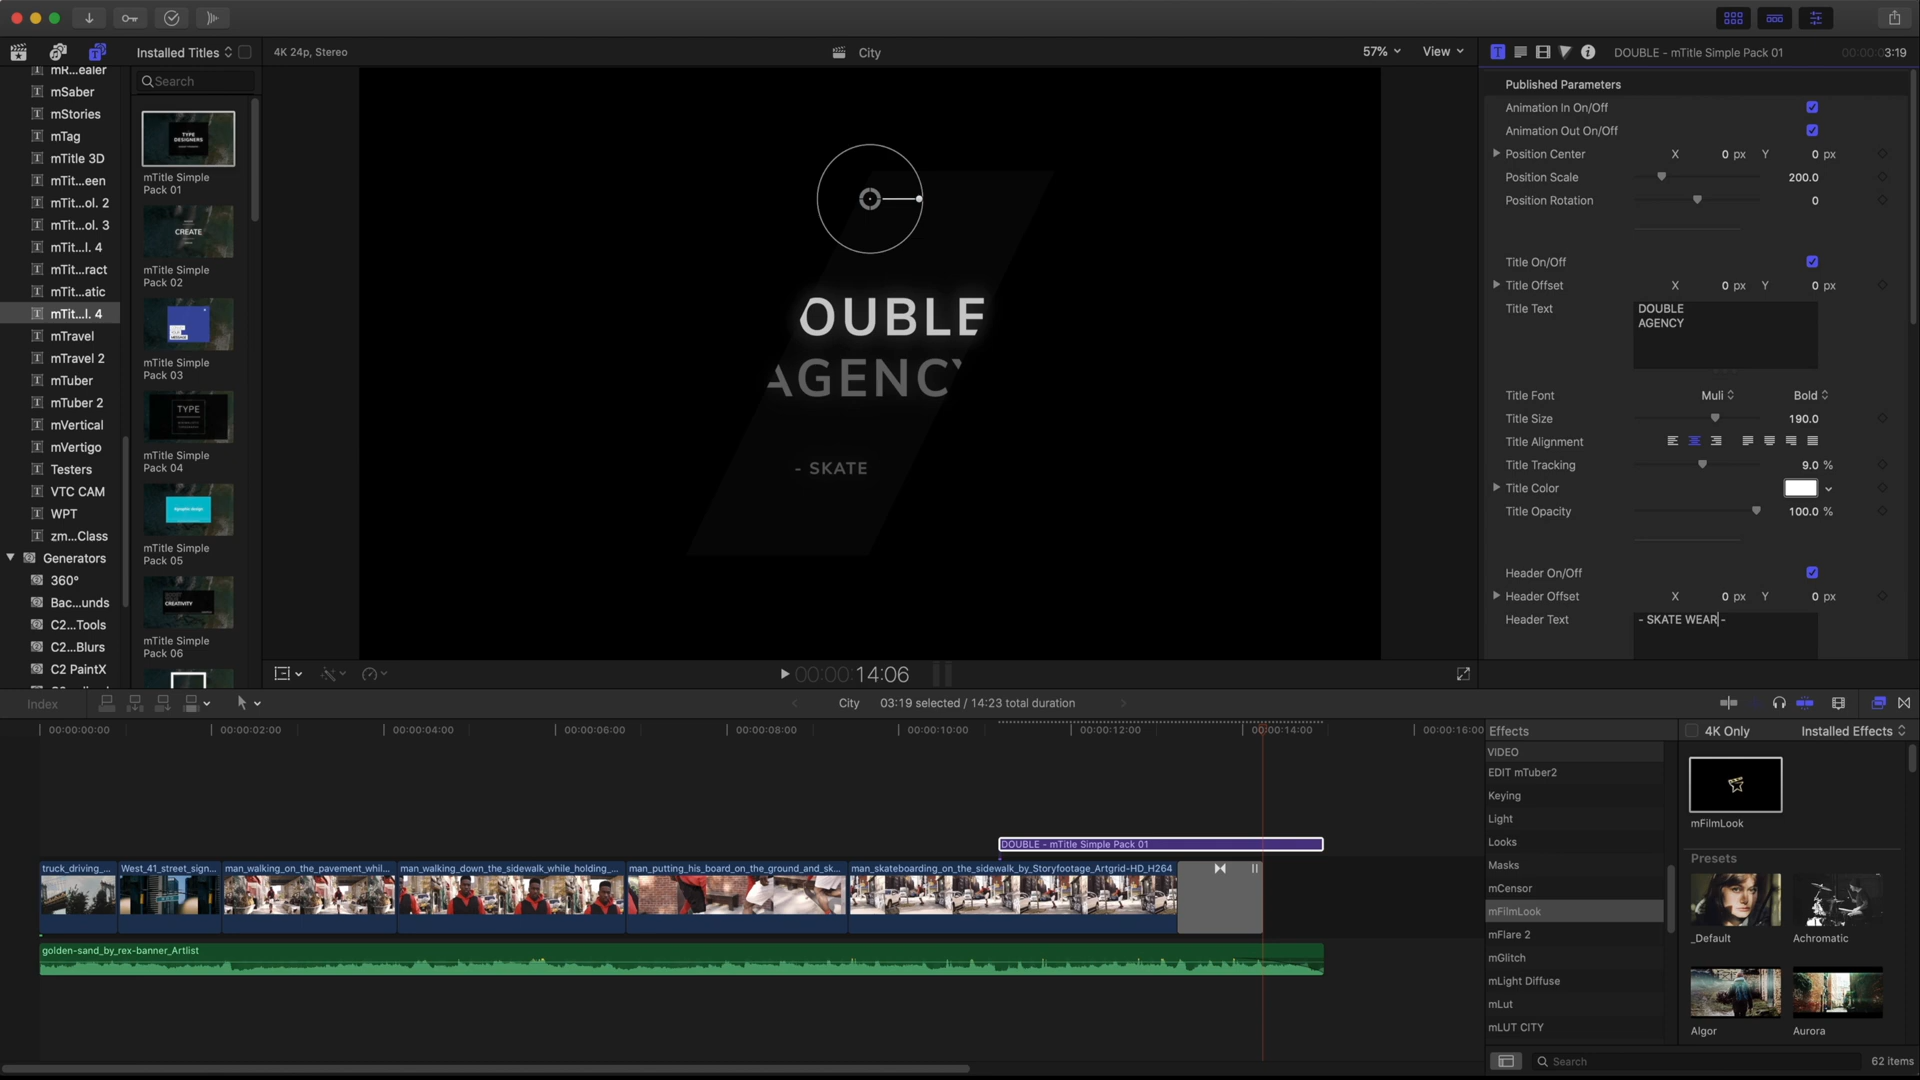 Installed Titles
4K 24p, Stereo
City
57%
View
DOUBLE - mTitle Simple Pack 01
00:00:03:19
mR...ealer
mSaber
mStories
mTag
mTitle 3D
mTit...een
mTit...ol. 2
mTit...ol. 3
mTit...l. 4
mTit...ract
mTit...atic
mTit...l. 4
mTravel
mTravel 2
mTuber
mTuber 2
mVertical
mVertigo
Testers
VTC CAM
WPT
zm...Class
Generators
360°
Bac...unds
C2...Tools
C2...Blurs
C2 PaintX
Search
TYPE
DESIGNERS
mTitle Simple
Pack 01
CREATE
mTitle Simple
Pack 02
mTitle Simple
Pack 03
TYPE
mTitle Simple
Pack 04
mTitle Simple
Pack 05
CREATIVITY
mTitle Simple
Pack 06
OUBLE
AGENCY
- SKATE
00:00:14:06
Published Parameters
Animation In On/Off
Animation Out On/Off
Position Center X 0 px Y 0 px
Position Scale 200.0
Position Rotation 0
Title On/Off
Title Offset X 0 px Y 0 px
Title Text DOUBLE
AGENCY
Title Font Muli Bold
Title Size 190.0
Title Alignment
Title Tracking 9.0 %
Title Color
Title Opacity 100.0 %
Header On/Off
Header Offset X 0 px Y 0 px
Header Text - SKATE WEAR -
Index
City
03:19 selected / 14:23 total duration
00:00:00:00
00:00:02:00
00:00:04:00
00:00:06:00
00:00:08:00
00:00:10:00
00:00:12:00
00:00:14:00
00:00:16:00
DOUBLE - mTitle Simple Pack 01
truck_driving_...
West_41_street_sign...
man_walking_on_the_pavement_whil...
man_walking_down_the_sidewalk_while_holding_...
man_putting_his_board_on_the_ground_and_sk...
man_skateboarding_on_the_sidewalk_by_Storyfootage_Artgrid-HD_H264
golden-sand_by_rex-banner_Artlist
Effects
VIDEO
EDIT mTuber2
Keying
Light
Looks
Masks
mCensor
mFilmLook
mFlare 2
mGlitch
mLight Diffuse
mLut
mLUT CITY
4K Only
Installed Effects
mFilmLook
Presets
_Default
Achromatic
Algor
Aurora
Search
62 items